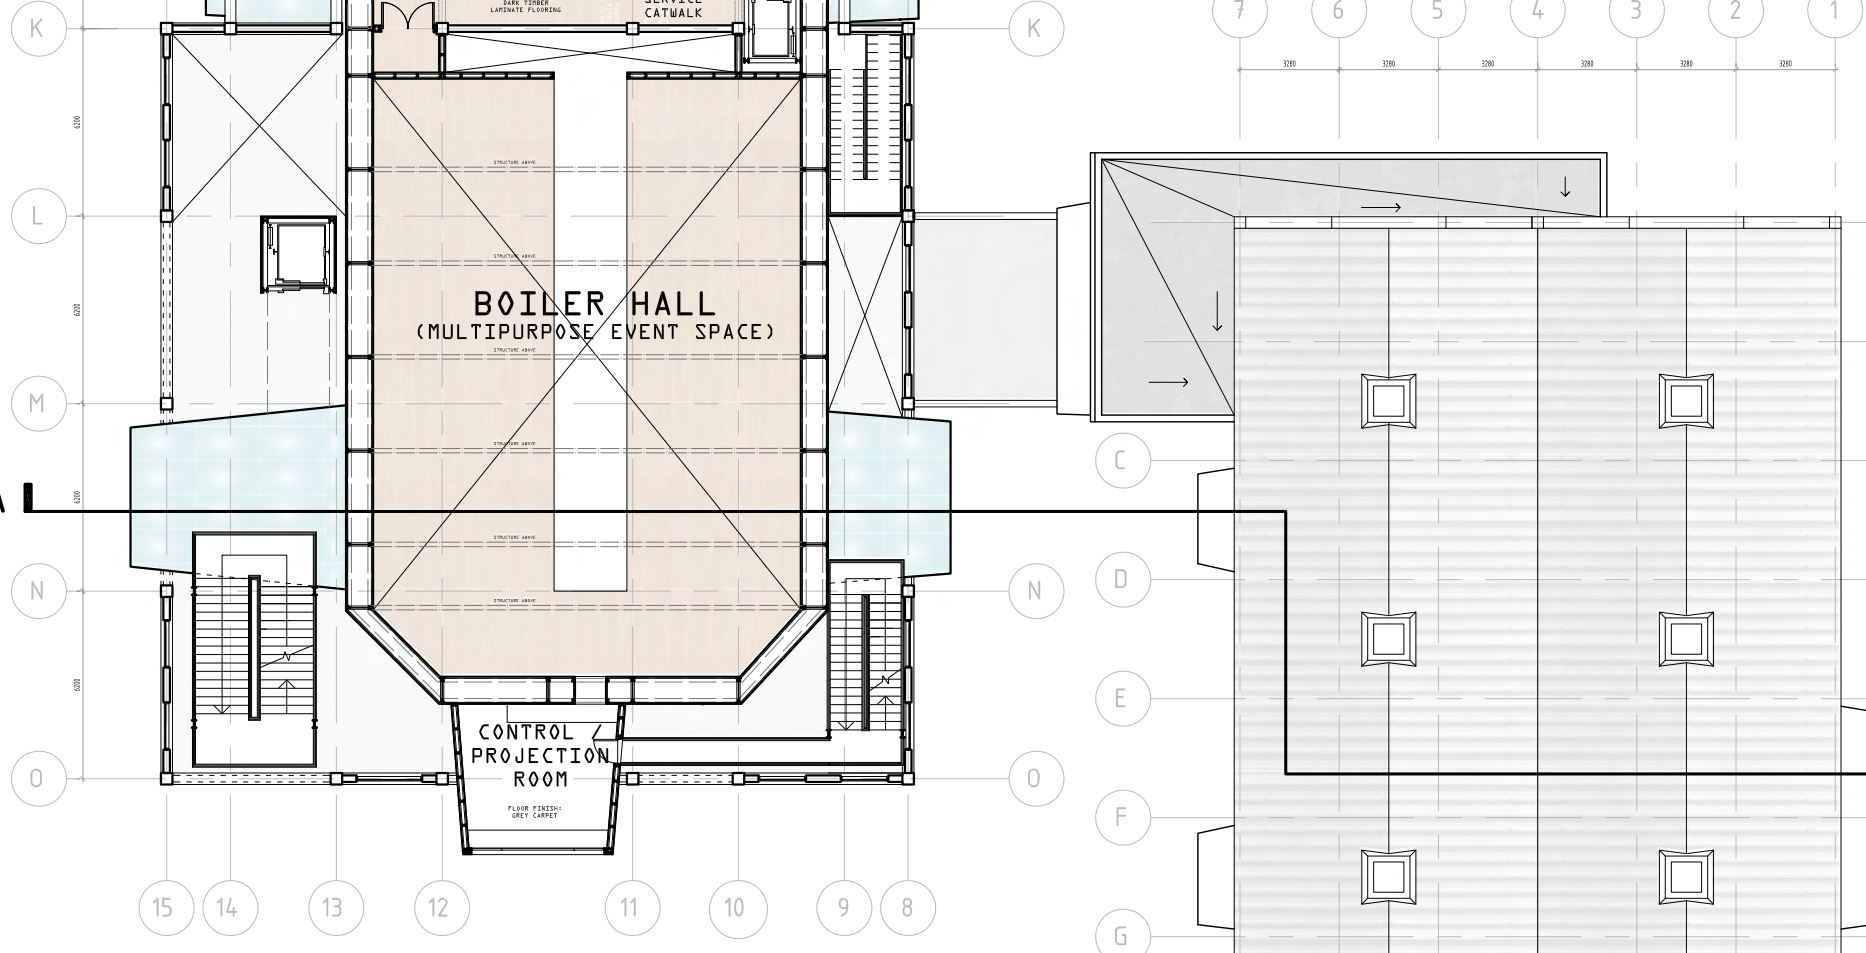 DARK TIMBER
LAMINATE FLOORING
SERVICE
CATWALK
K
K
7
6
5
4
3
2
1
3280
3280
3280
3280
3280
3280
6200
STRUCTURE ABOVE
L
STRUCTURE ABOVE
6200
BOILER HALL
(MULTIPURPOSE EVENT SPACE)
STRUCTURE ABOVE
M
STRUCTURE ABOVE
C
6200
STRUCTURE ABOVE
D
N
N
STRUCTURE ABOVE
6200
E
CONTROL /
PROJECTION
ROOM
O
O
FLOOR FINISH:
GREY CARPET
F
15
14
13
12
11
10
9
8
G